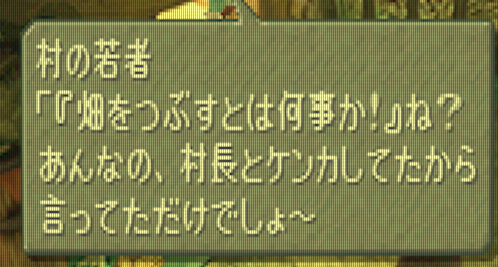 村の若者
「『畑をつぶすとは何事か!』ね?
あんなの、村長とケンカしてたから
言ってただけでしょ～